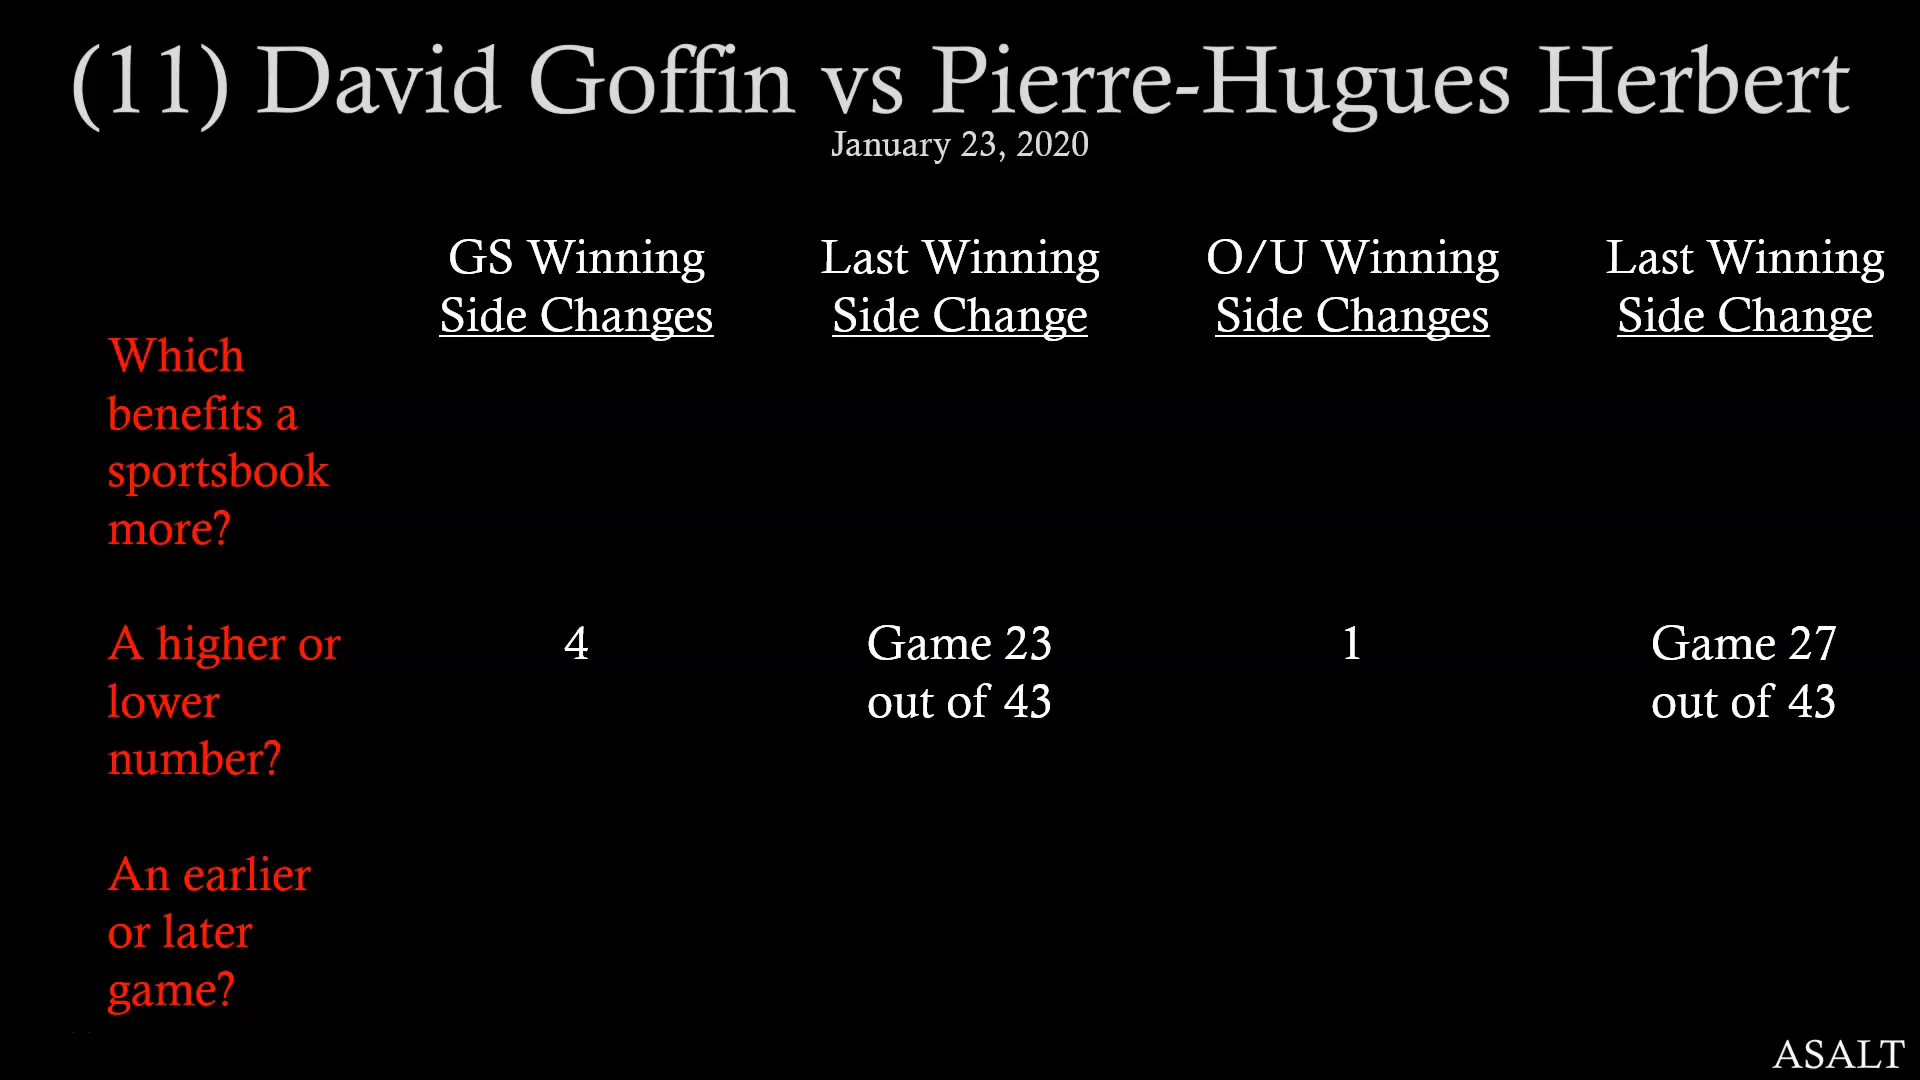 (11) David Goffin vs Pierre-Hugues Herbert
January 23, 2020
GS Winning
Side Changes
Last Winning
Side Change
O/U Winning
Side Changes
Last Winning
Side Change
Which
benefits a
sportsbook
more?
A higher or
lower
number?
4
Game 23
out of 43
1
Game 27
out of 43
An earlier
or later
game?
ASALT